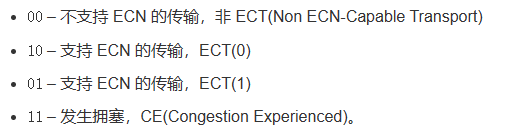 • 00 – 不支持 ECN 的传输，非 ECT(Non ECN-Capable Transport)
• 10 – 支持 ECN 的传输，ECT(0)
• 01 – 支持 ECN 的传输，ECT(1)
• 11 – 发生拥塞，CE(Congestion Experienced)。